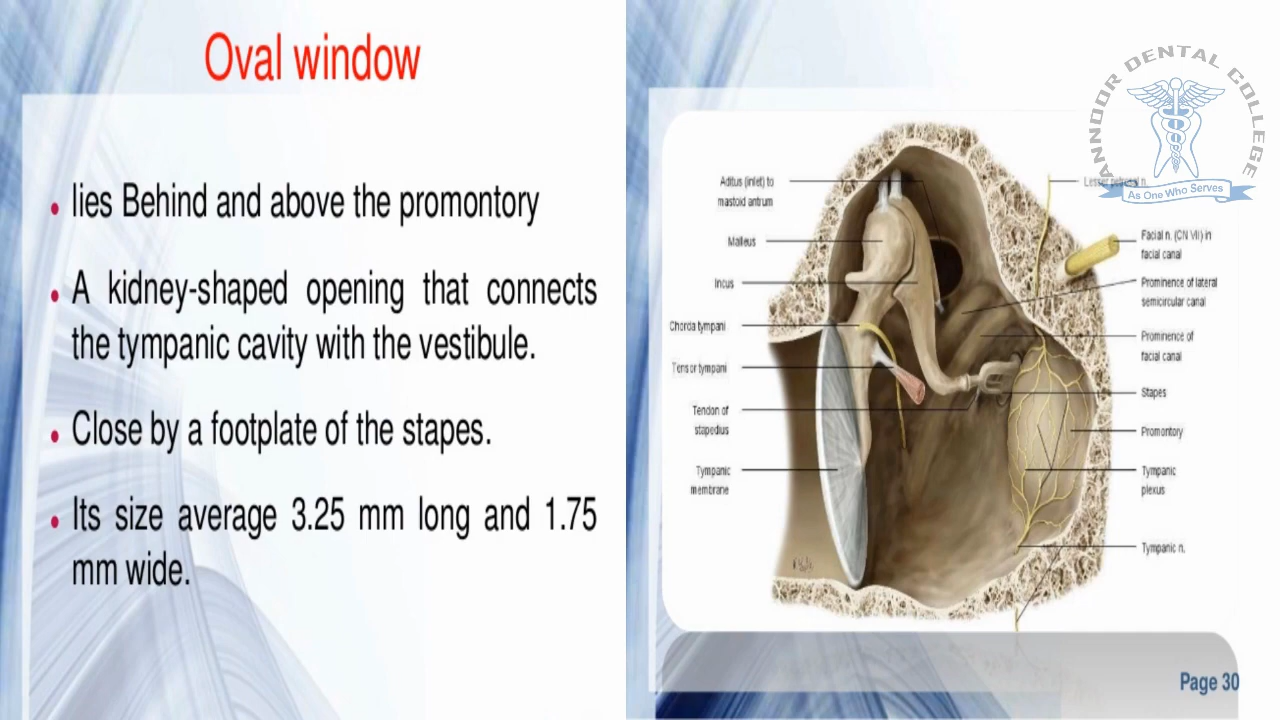 Oval window
• lies Behind and above the promontory
• A kidney-shaped opening that connects
the tympanic cavity with the vestibule.
• Close by a footplate of the stapes.
• Its size average 3.25 mm long and 1.75
mm wide.
ANNOOR DENTAL COLLEGE
As One Who Serves
Aditus (inlet) to
mastoid antrum
Malleus
Incus
Chorda tympani
Tensor tympani
Tendon of
stapedius
Tympanic
membrane
Lesser petrosal n.
Facial n. (CN VII) in
facial canal
Prominence of lateral
semicircular canal
Prominence of
facial canal
Stapes
Promontory
Tympanic
plexus
Tympanic n.
Page 30